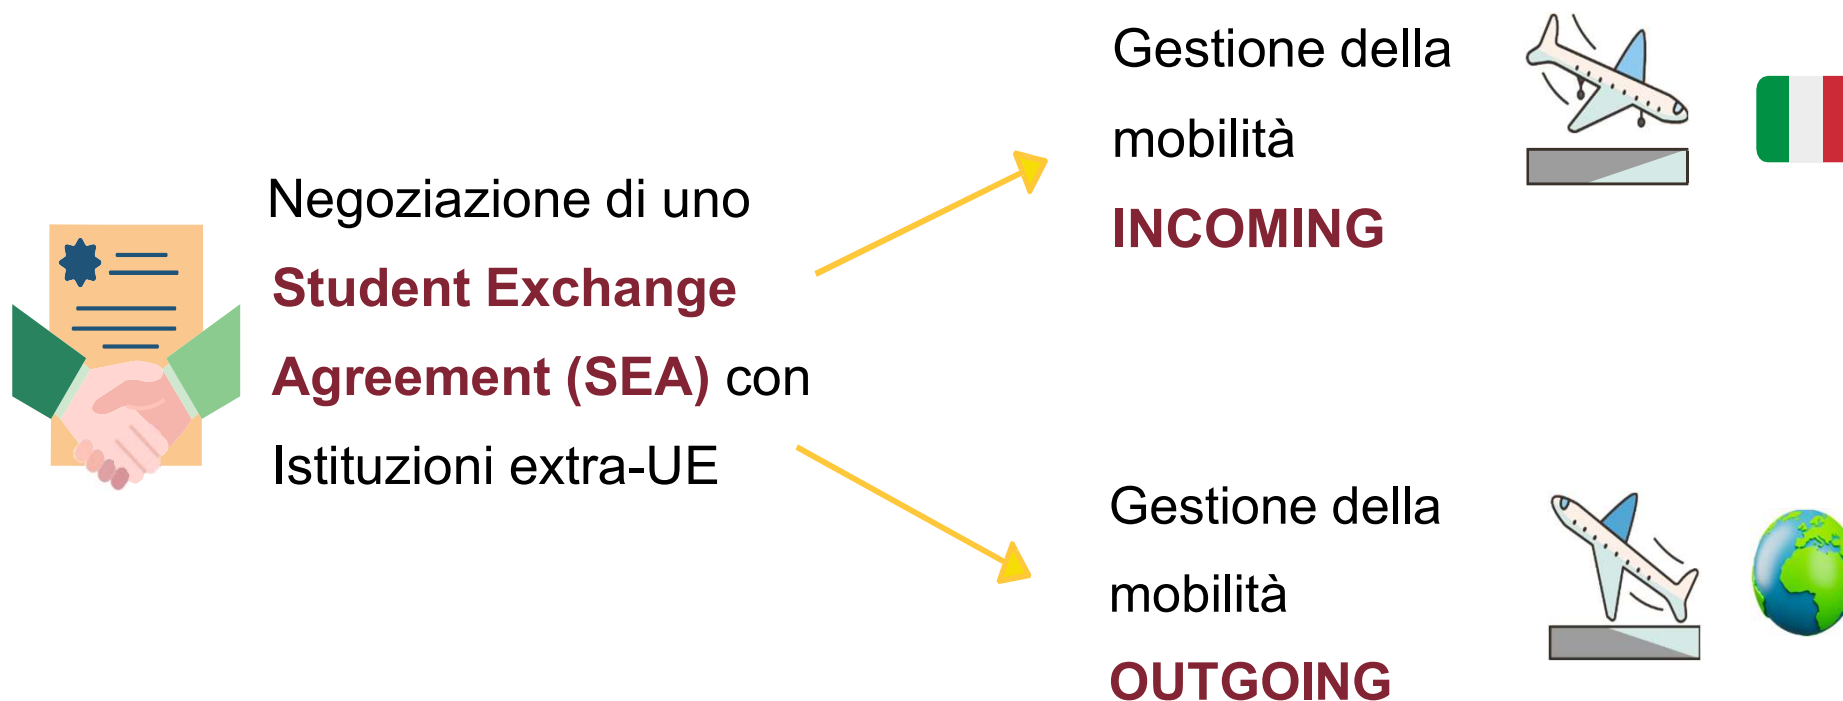 Negoziazione di uno
Student Exchange
Agreement (SEA) con
Istituzioni extra-UE
Gestione della
mobilità
INCOMING
Gestione della
mobilità
OUTGOING